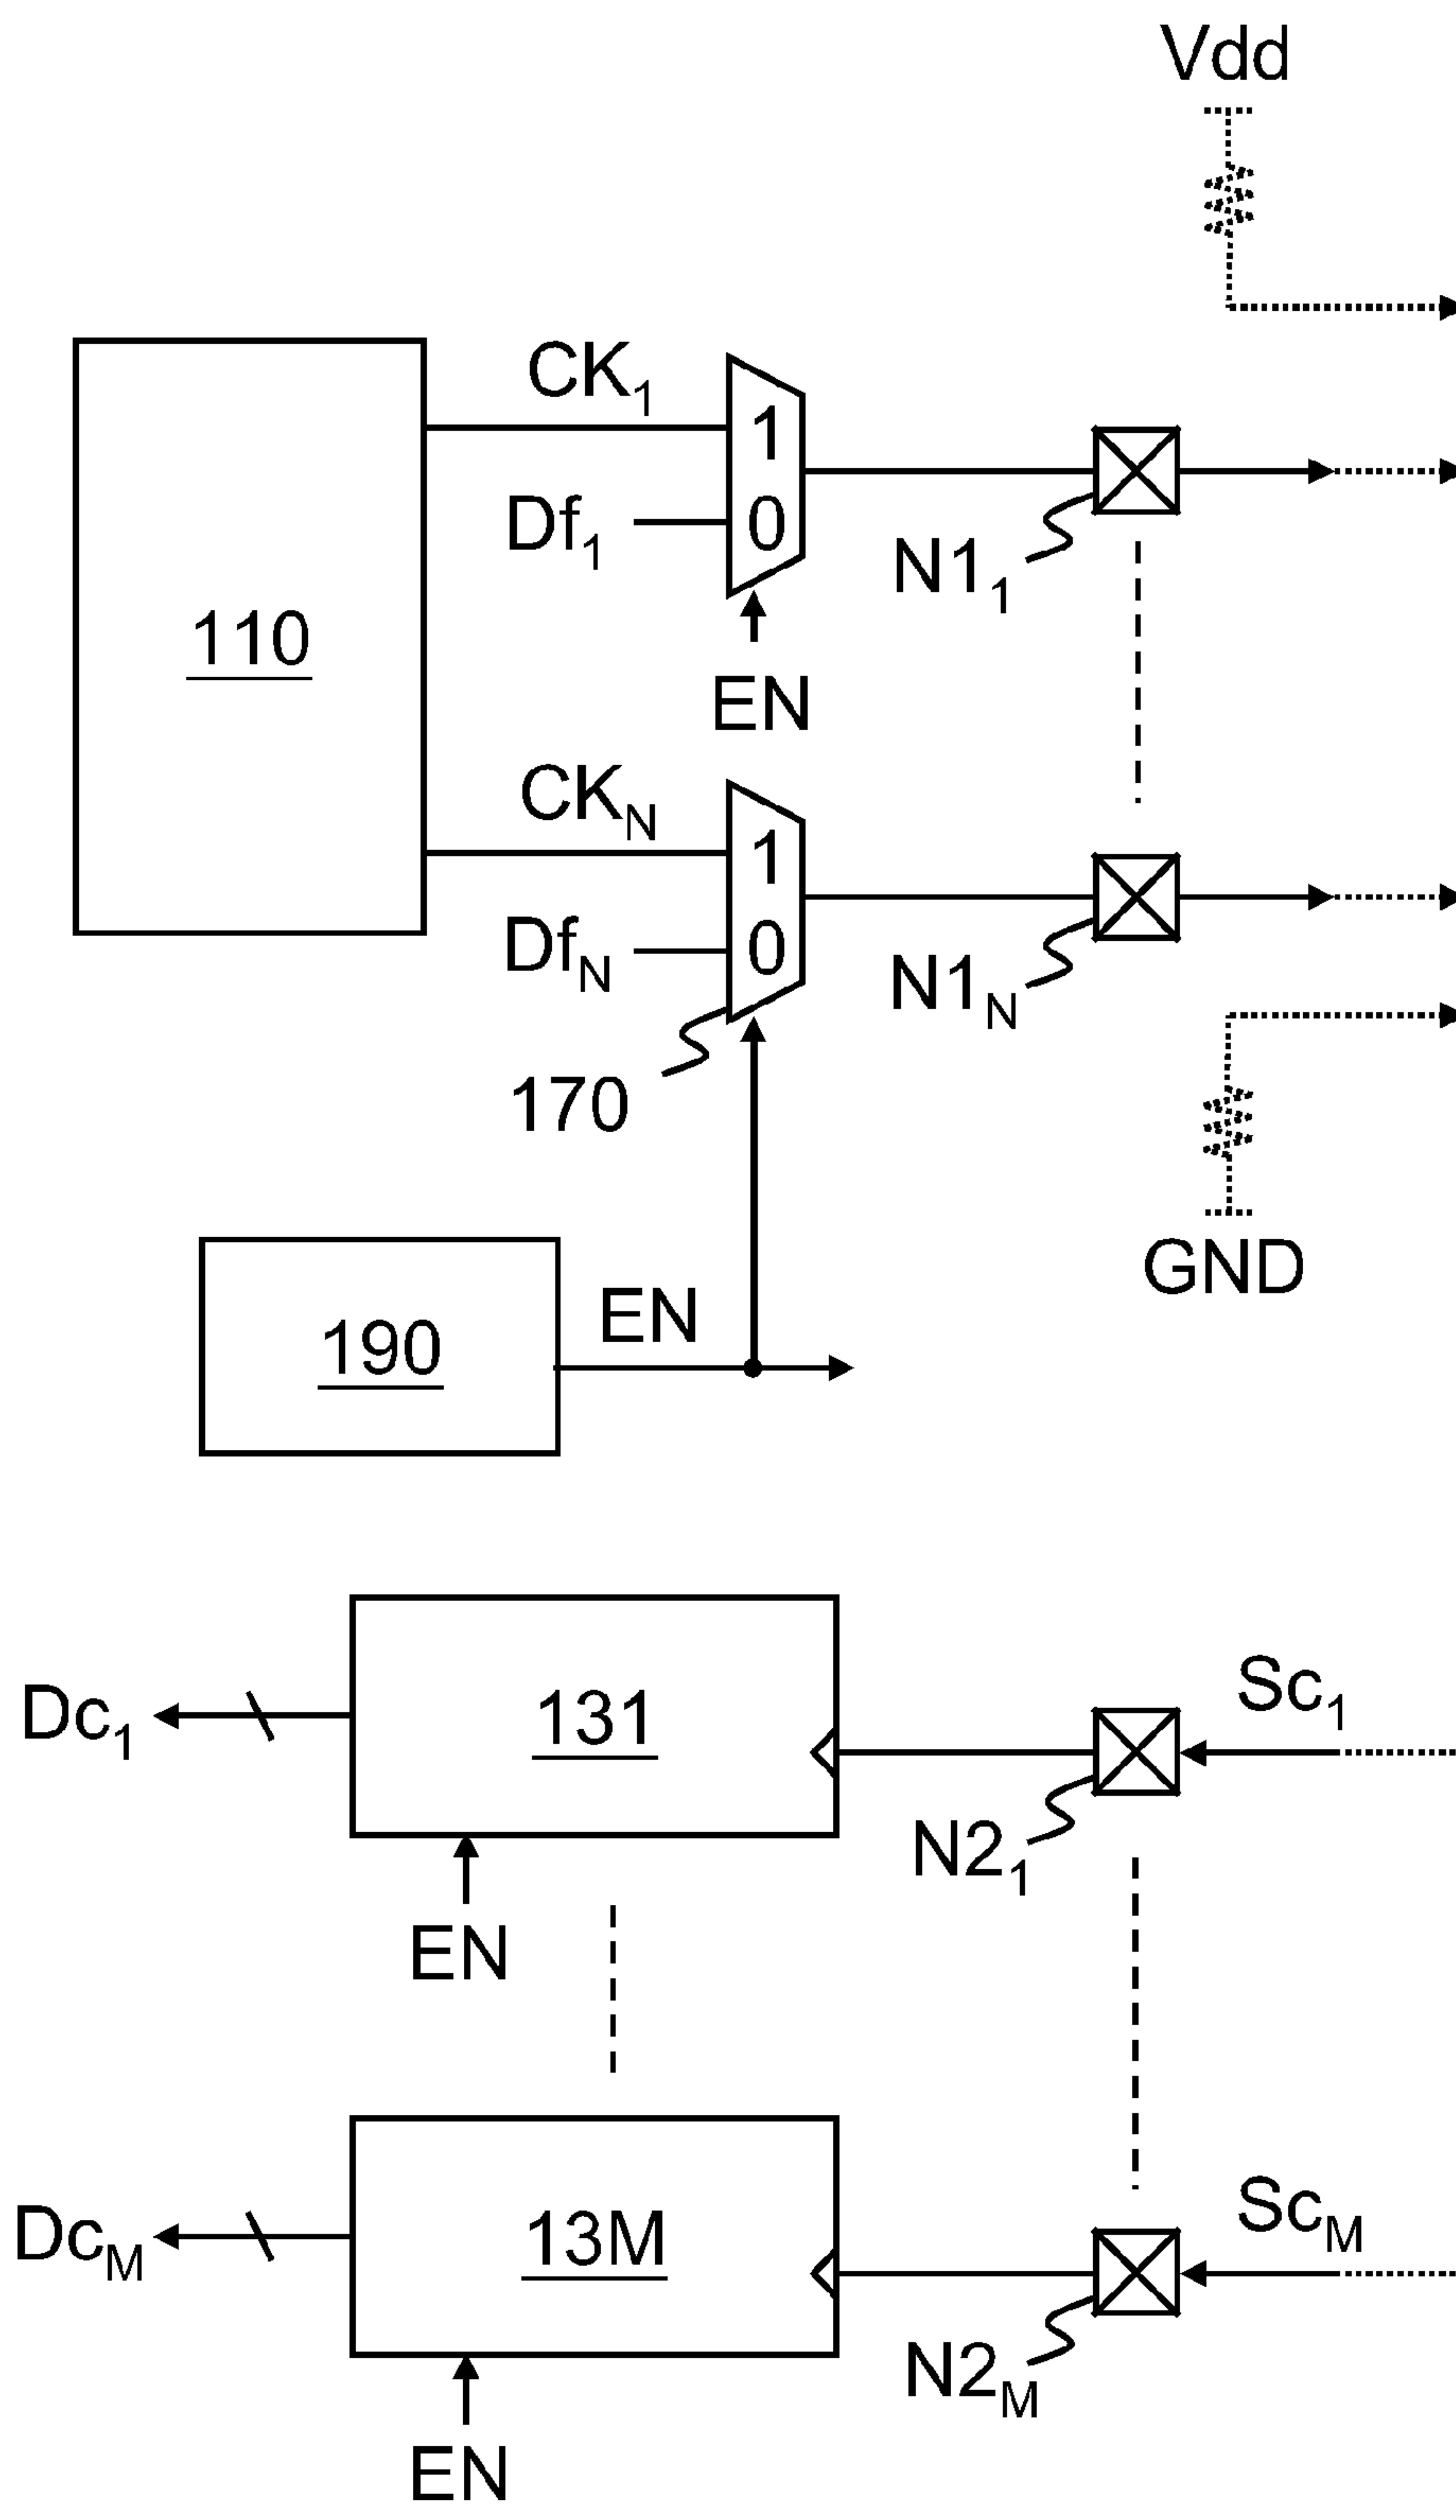 Vdd
CK1
1
Df1
0
N11
110
EN
CKN
1
DfN
0
N1N
170
GND
EN
190
Sc1
Dc1
131
N21
EN
ScM
DcM
13M
N2M
EN